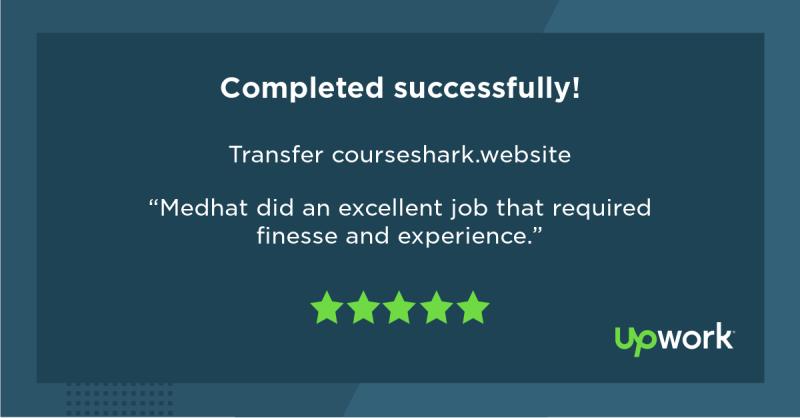 Completed successfully!
Transfer courseshark.website
“Medhat did an excellent job that required
finesse and experience.”
upwork